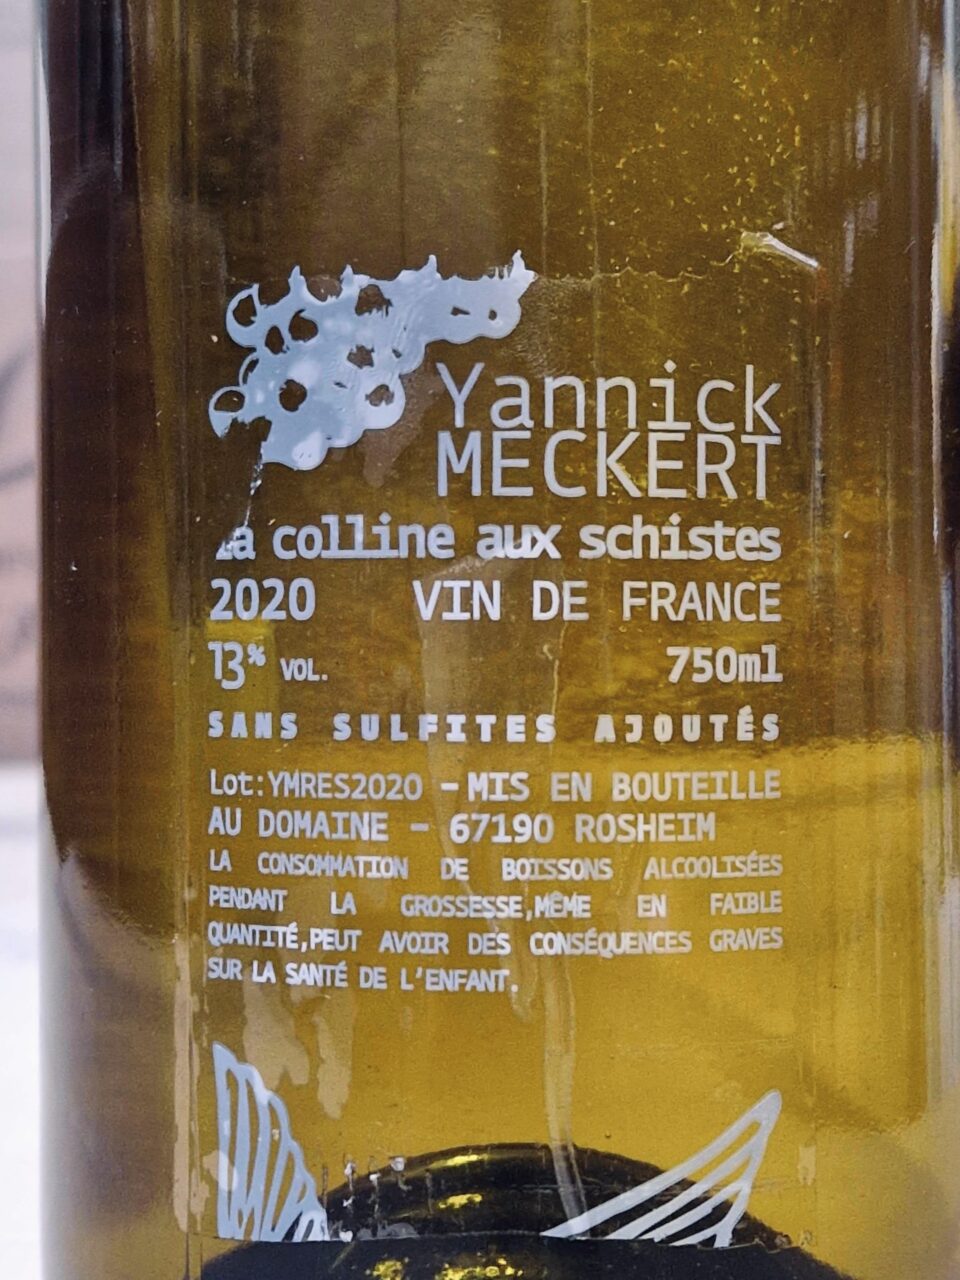 Yannick
MECKERT
La colline aux schistes
2020 VIN DE FRANCE
13% VOL. 750ml
SANS SULFITES AJOUTÉS
Lot:YMRES2020 - MIS EN BOUTEILLE
AU DOMAINE - 67190 ROSHEIM
LA CONSOMMATION DE BOISSONS ALCOOLISÉES
PENDANT LA GROSSESSE,MÊME EN FAIBLE
QUANTITÉ,PEUT AVOIR DES CONSÉQUENCES GRAVES
SUR LA SANTÉ DE L'ENFANT.